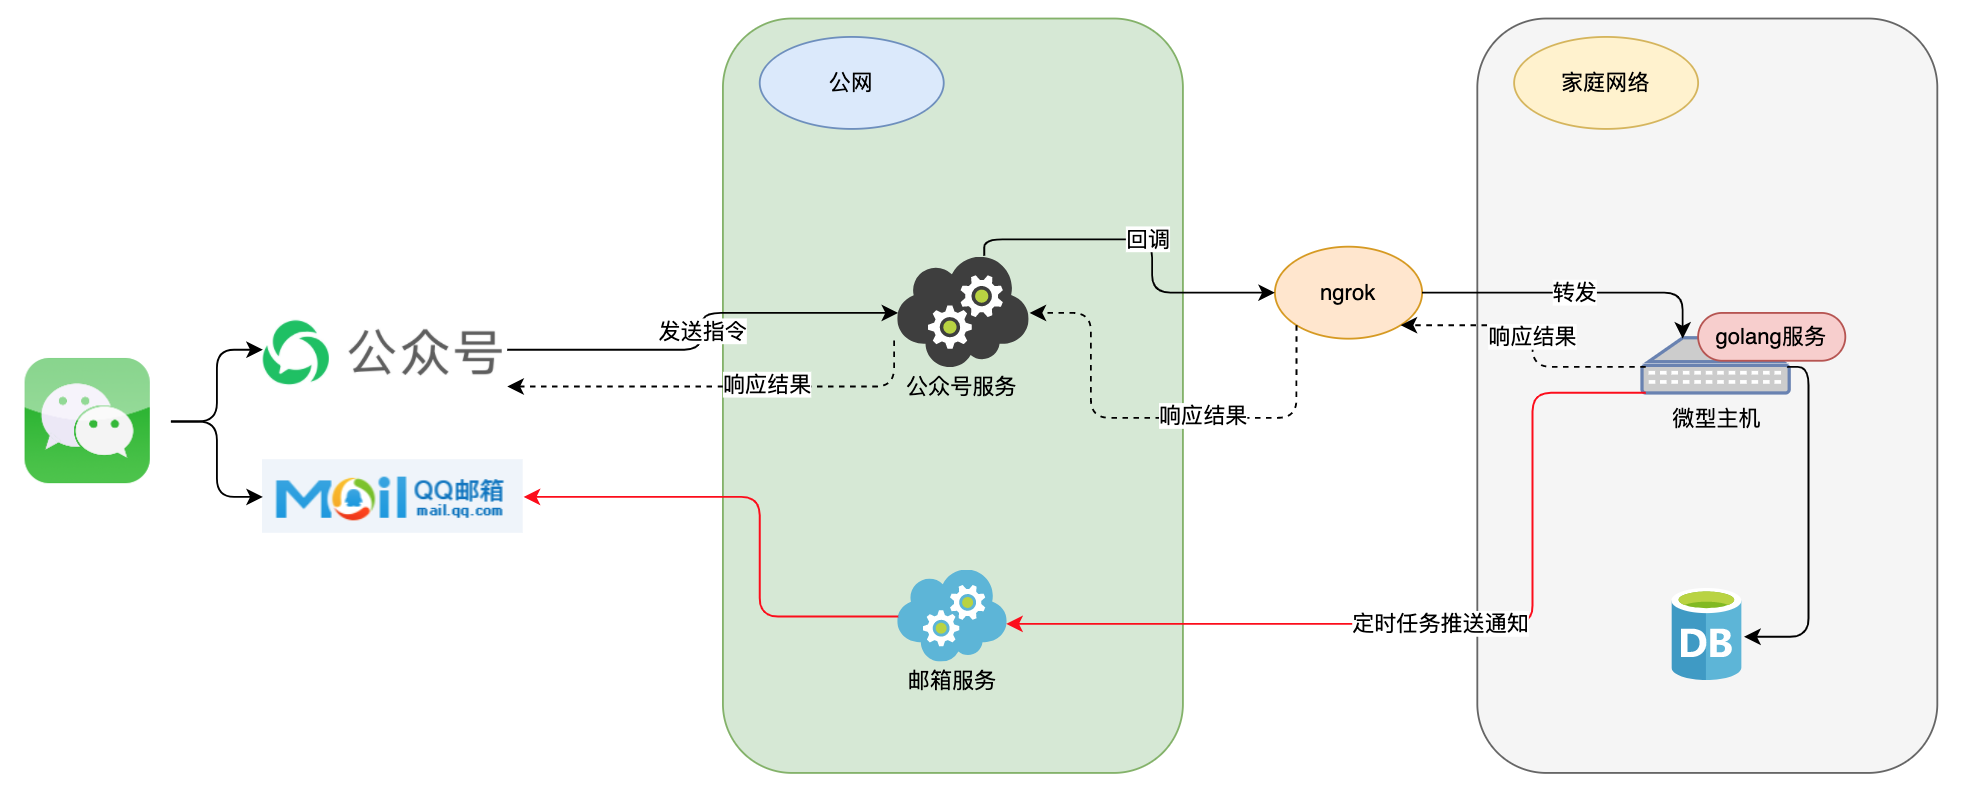 公网
家庭网络
回调
ngrok
转发
发送指令
响应结果
golang服务
公众号
响应结果
公众号服务
响应结果
微型主机
Mail QQ邮箱
mail.qq.com
定时任务推送通知
DB
邮箱服务